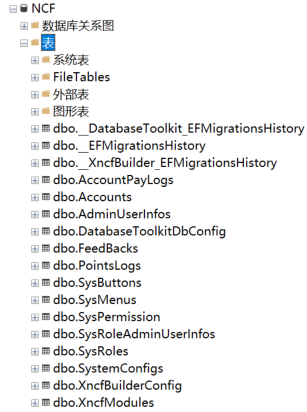 NCF
数据库关系图
表
系统表
FileTables
外部表
图形表
dbo.__DatabaseToolkit_EFMigrationsHistory
dbo.__EFMigrationsHistory
dbo.__XncfBuilder_EFMigrationsHistory
dbo.AccountPayLogs
dbo.Accounts
dbo.AdminUserInfos
dbo.DatabaseToolkitDbConfig
dbo.FeedBacks
dbo.PointsLogs
dbo.SysButtons
dbo.SysMenus
dbo.SysPermission
dbo.SysRoleAdminUserInfos
dbo.SysRoles
dbo.SystemConfigs
dbo.XncfBuilderConfig
dbo.XncfModules